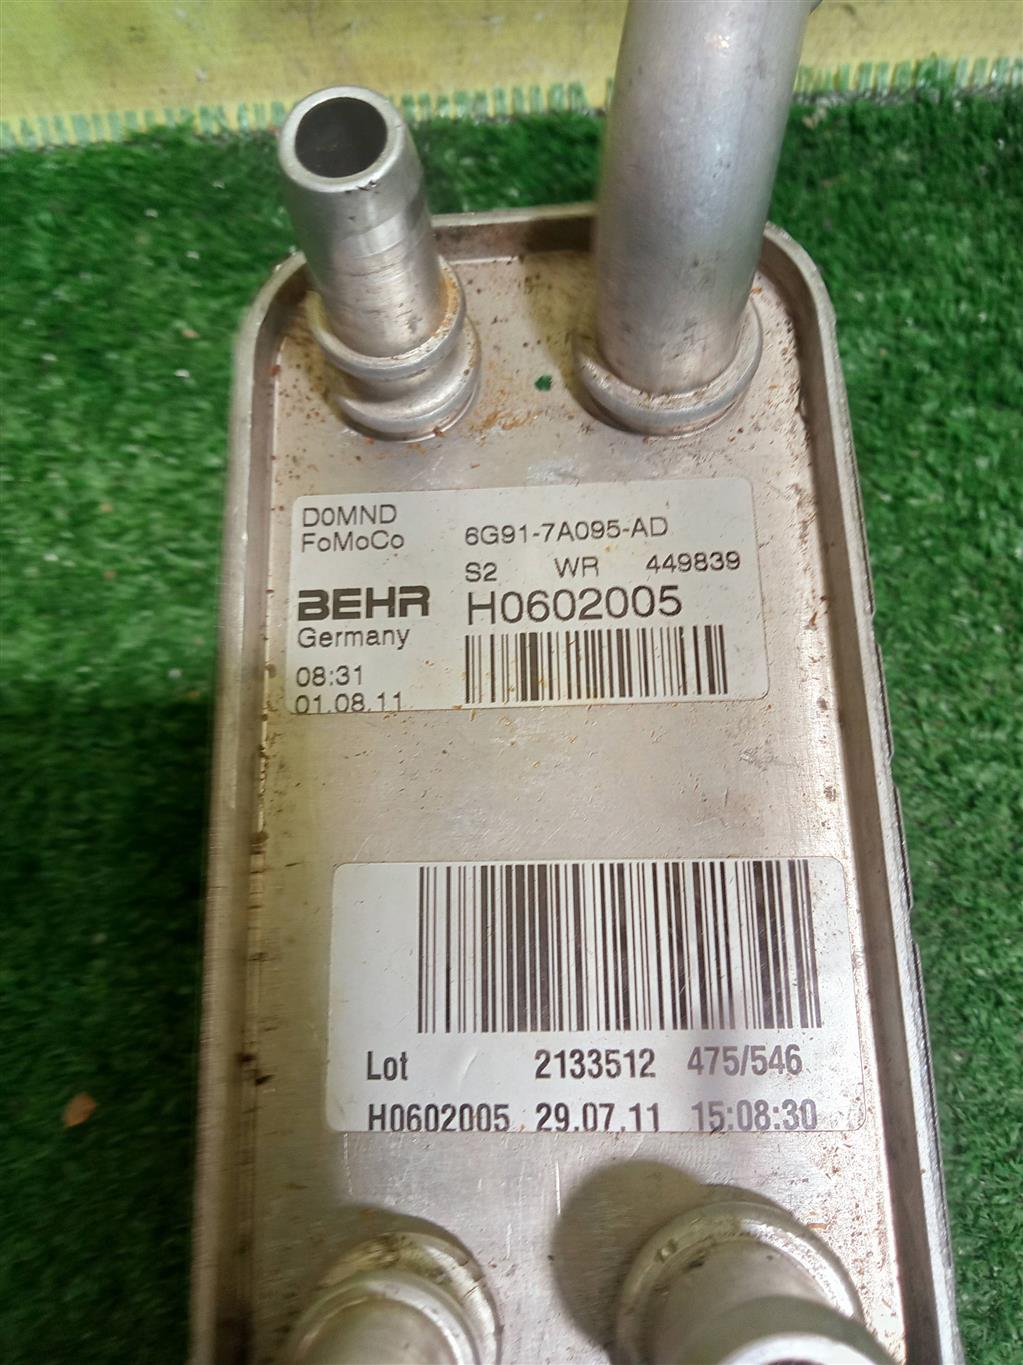 D0MND
FoMoCo 6G91-7A095-AD
S2 WR 449839
BEHR H0602005
Germany
08:31
01.08.11
Lot 2133512 475/546
H0602005 29.07.11 15:08:30